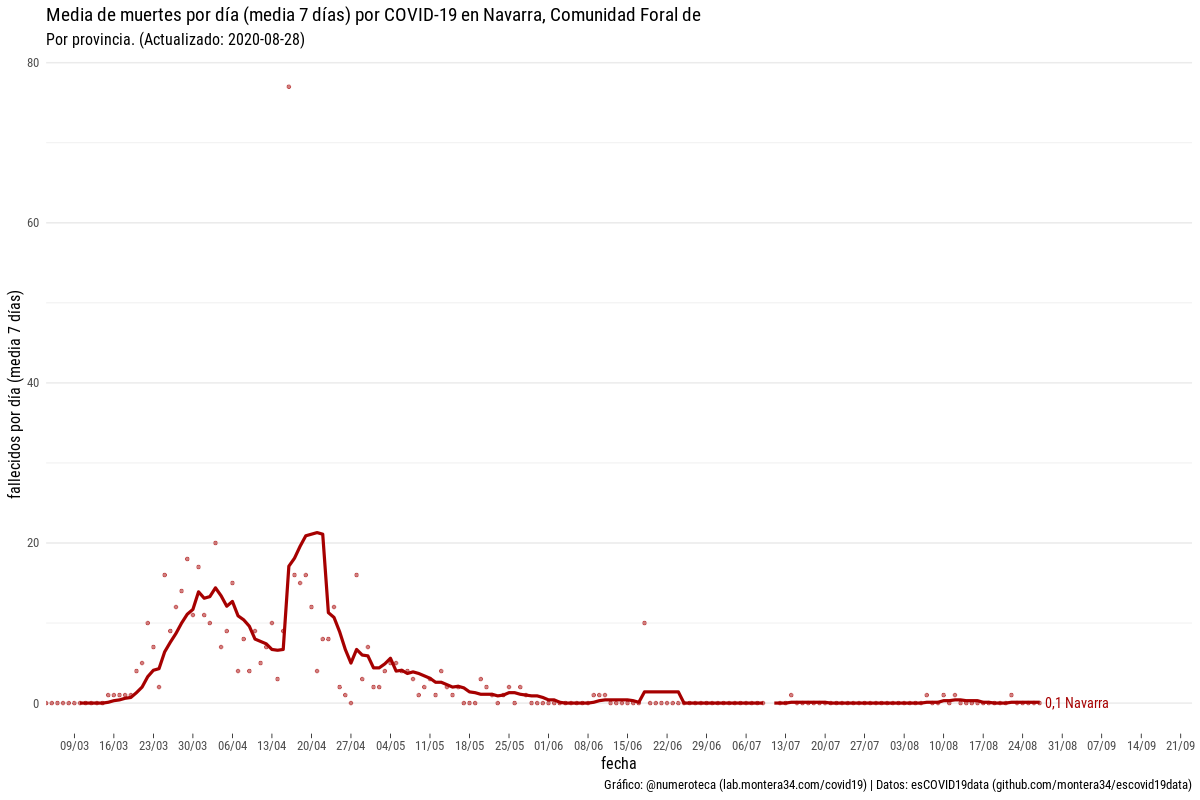 Media de muertes por día (media 7 días) por COVID-19 en Navarra, Comunidad Foral de
Por provincia. (Actualizado: 2020-08-28)
fallecidos por día (media 7 días)
80
60
40
20
0
0,1 Navarra
09/03 16/03 23/03 30/03 06/04 13/04 20/04 27/04 04/05 11/05 18/05 25/05 01/06 08/06 15/06 22/06 29/06 06/07 13/07 20/07 27/07 03/08 10/08 17/08 24/08 31/08 07/09 14/09 21/09
fecha
Gráfico: @numeroteca (lab.montera34.com/covid19) | Datos: esCOVID19data (github.com/montera34/escovid19data)